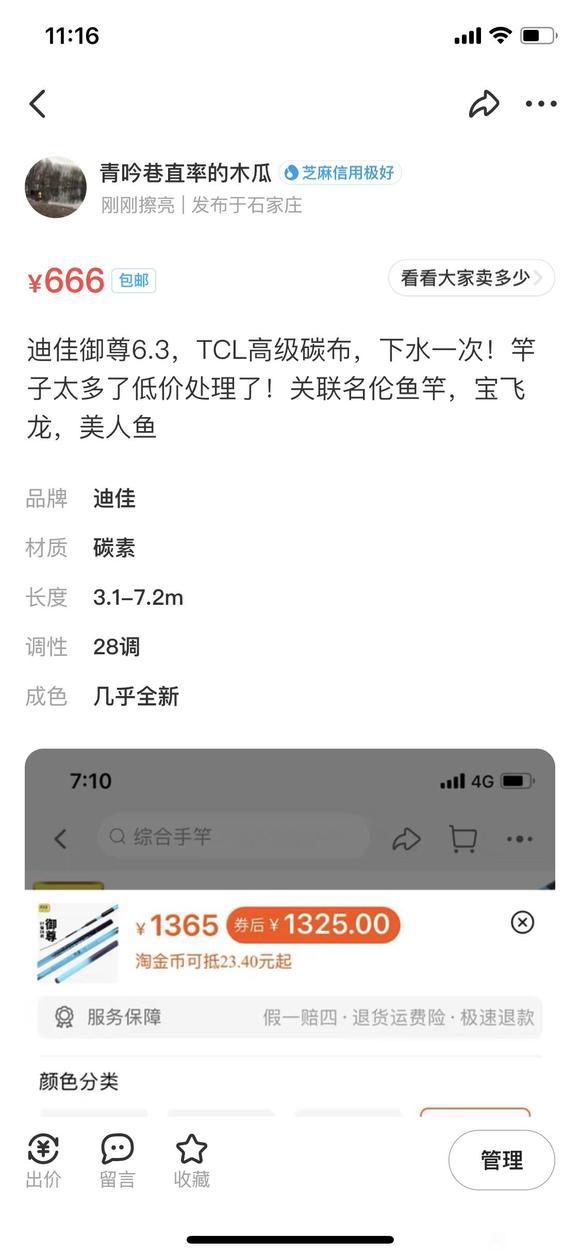 11:16
青吟巷直率的木瓜 芝麻信用极好
刚刚擦亮 | 发布于石家庄
¥666 包邮 看看大家卖多少
迪佳御尊6.3，TCL高级碳布，下水一次！竿
子太多了低价处理了！关联名伦鱼竿，宝飞
龙，美人鱼
品牌 迪佳
材质 碳素
长度 3.1–7.2m
调性 28调
成色 几乎全新
7:10 4G
综合手竿
御尊
¥1365 券后¥1325.00
淘金币可抵23.40元起
服务保障 假一赔四·退货运费险·极速退款
颜色分类
出价 留言 收藏 管理